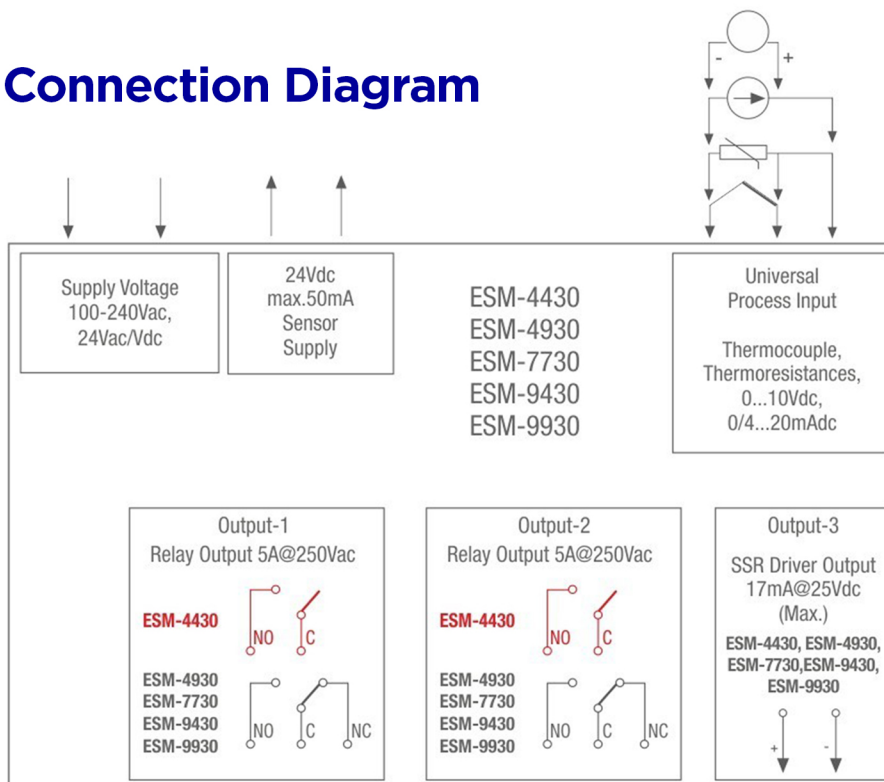 Connection Diagram
-
+
Supply Voltage
100-240Vac,
24Vac/Vdc
24Vdc
max.50mA
Sensor
Supply
ESM-4430
ESM-4930
ESM-7730
ESM-9430
ESM-9930
Universal
Process Input
Thermocouple,
Thermoresistances,
0...10Vdc,
0/4...20mAdc
Output-1
Relay Output 5A@250Vac
ESM-4430
NO
C
ESM-4930
ESM-7730
ESM-9430
ESM-9930
NO
C
NC
Output-2
Relay Output 5A@250Vac
ESM-4430
NO
C
ESM-4930
ESM-7730
ESM-9430
ESM-9930
NO
C
NC
Output-3
SSR Driver Output
17mA@25Vdc
(Max.)
ESM-4430, ESM-4930,
ESM-7730,ESM-9430,
ESM-9930
+
-